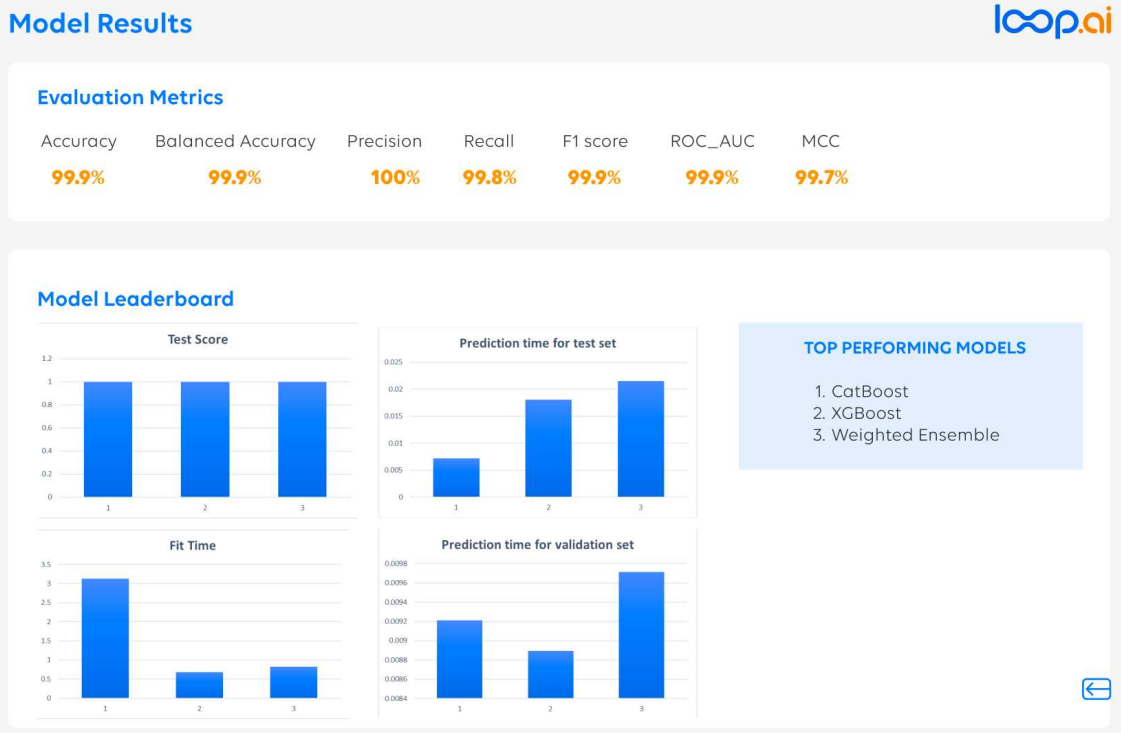 Model Results
loop.ai
Evaluation Metrics
Accuracy Balanced Accuracy Precision Recall F1 score ROC_AUC MCC
99.9% 99.9% 100% 99.8% 99.9% 99.9% 99.7%
Model Leaderboard
Test Score
1.2
1
0.8
0.6
0.4
0.2
0
1 2 3
Prediction time for test set
0.025
0.02
0.015
0.01
0.005
0
1 2 3
TOP PERFORMING MODELS
1. CatBoost
2. XGBoost
3. Weighted Ensemble
Fit Time
3.5
3
2.5
2
1.5
1
0.5
0
1 2 3
Prediction time for validation set
0.0098
0.0096
0.0094
0.0092
0.009
0.0088
0.0086
0.0084
1 2 3